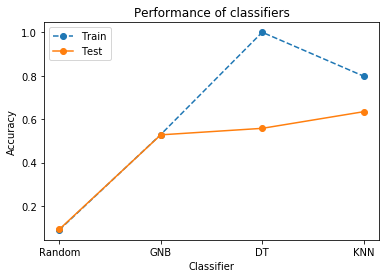 Performance of classifiers
Train
Test
1.0
0.8
0.6
0.4
0.2
Accuracy
Random GNB DT KNN
Classifier